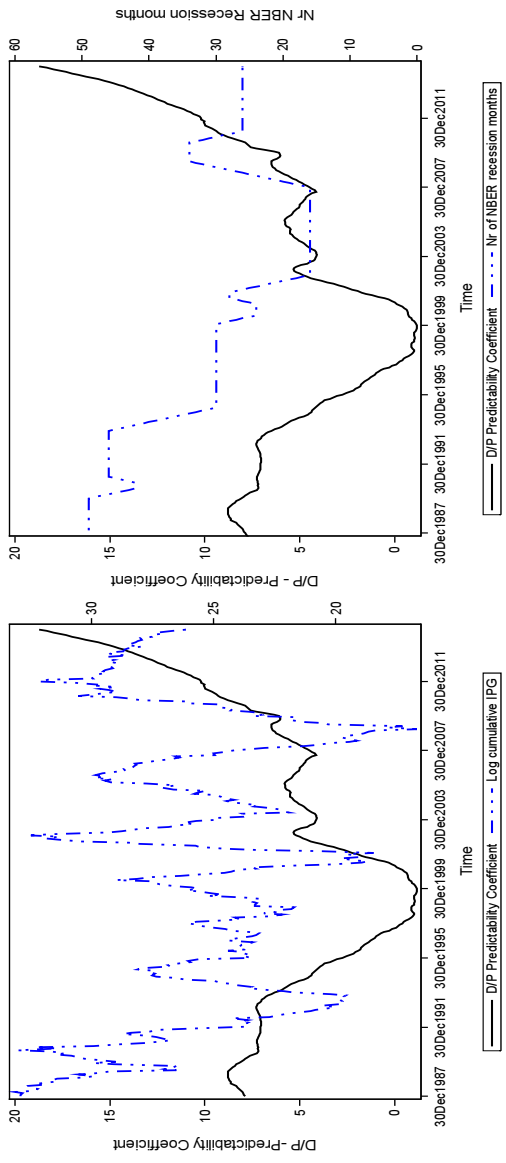 D/P -Predictability Coefficient
20
15
10
5
0
30
25
20
30Dec1987
30Dec1991
30Dec1995
30Dec1999
30Dec2003
30Dec2007
30Dec2011
Time
D/P Predictability Coefficient
Log cumulative IPG
D/P - Predictability Coefficient
20
15
10
5
0
Nr NBER Recession months
60
50
40
30
20
10
0
30Dec1987
30Dec1991
30Dec1995
30Dec1999
30Dec2003
30Dec2007
30Dec2011
Time
D/P Predictability Coefficient
Nr of NBER recession months